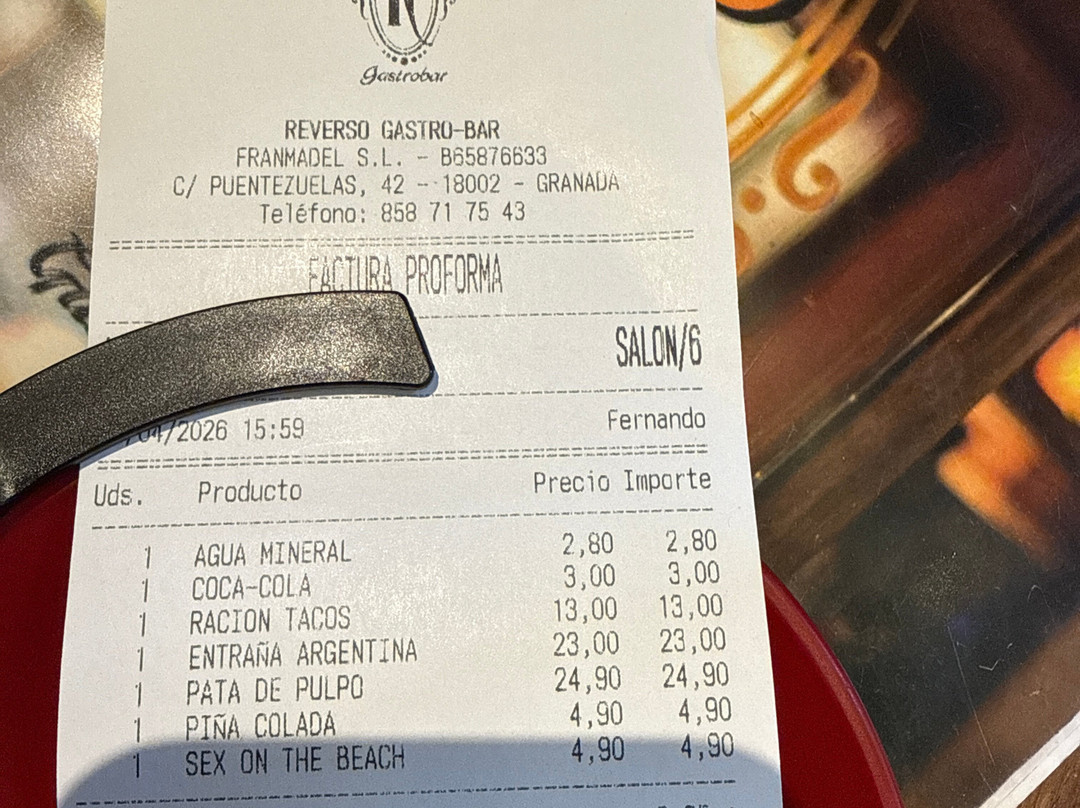 Gastrobar
REVERSO GASTRO-BAR
FRANMADEL S.L. - B65876633
C/ PUENTEZUELAS, 42 - 18002 - GRANADA
Teléfono: 858 71 75 43
FACTURA PROFORMA
SALON/6
/04/2026 15:59 Fernando
Uds. Producto Precio Importe
1 AGUA MINERAL 2,80 2,80
1 COCA-COLA 3,00 3,00
1 RACION TACOS 13,00 13,00
1 ENTRAÑA ARGENTINA 23,00 23,00
1 PATA DE PULPO 24,90 24,90
1 PIÑA COLADA 4,90 4,90
1 SEX ON THE BEACH 4,90 4,90